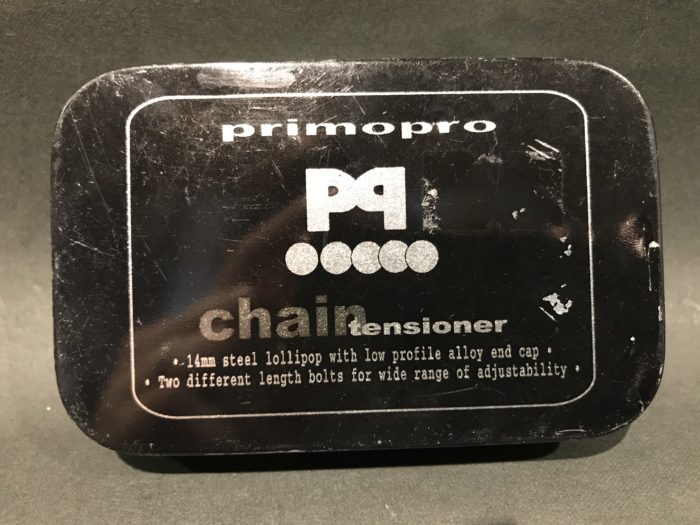 primopro
pq
chain tensioner
• 14mm steel lollipop with low profile alloy end cap •
• Two different length bolts for wide range of adjustability •